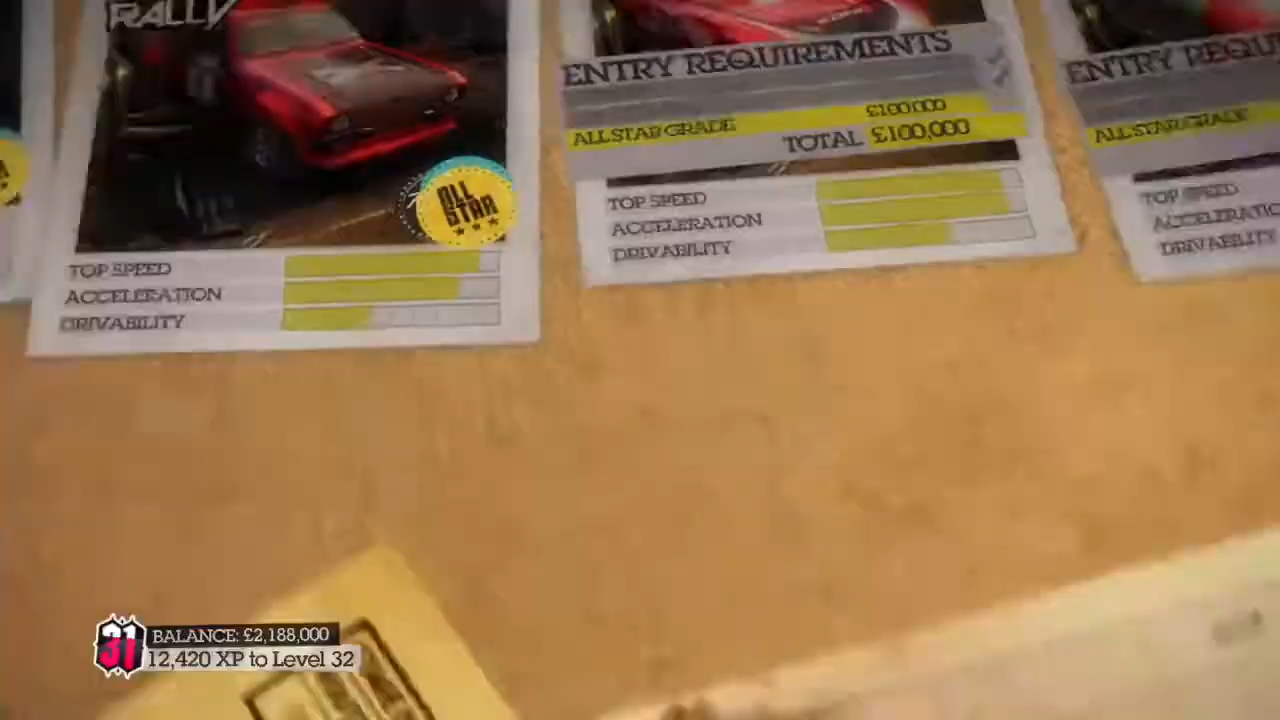 RALLY
ALL STAR
TOP SPEED
ACCELERATION
DRIVABILITY
ENTRY REQUIREMENTS
£100,000
ALL STAR GRADE
TOTAL £100,000
TOP SPEED
ACCELERATION
DRIVABILITY
ENTRY
ALL STAR GRADE
TOP SPEED
DRIVABILITY
31
BALANCE: £2,188,000
12,420 XP to Level 32